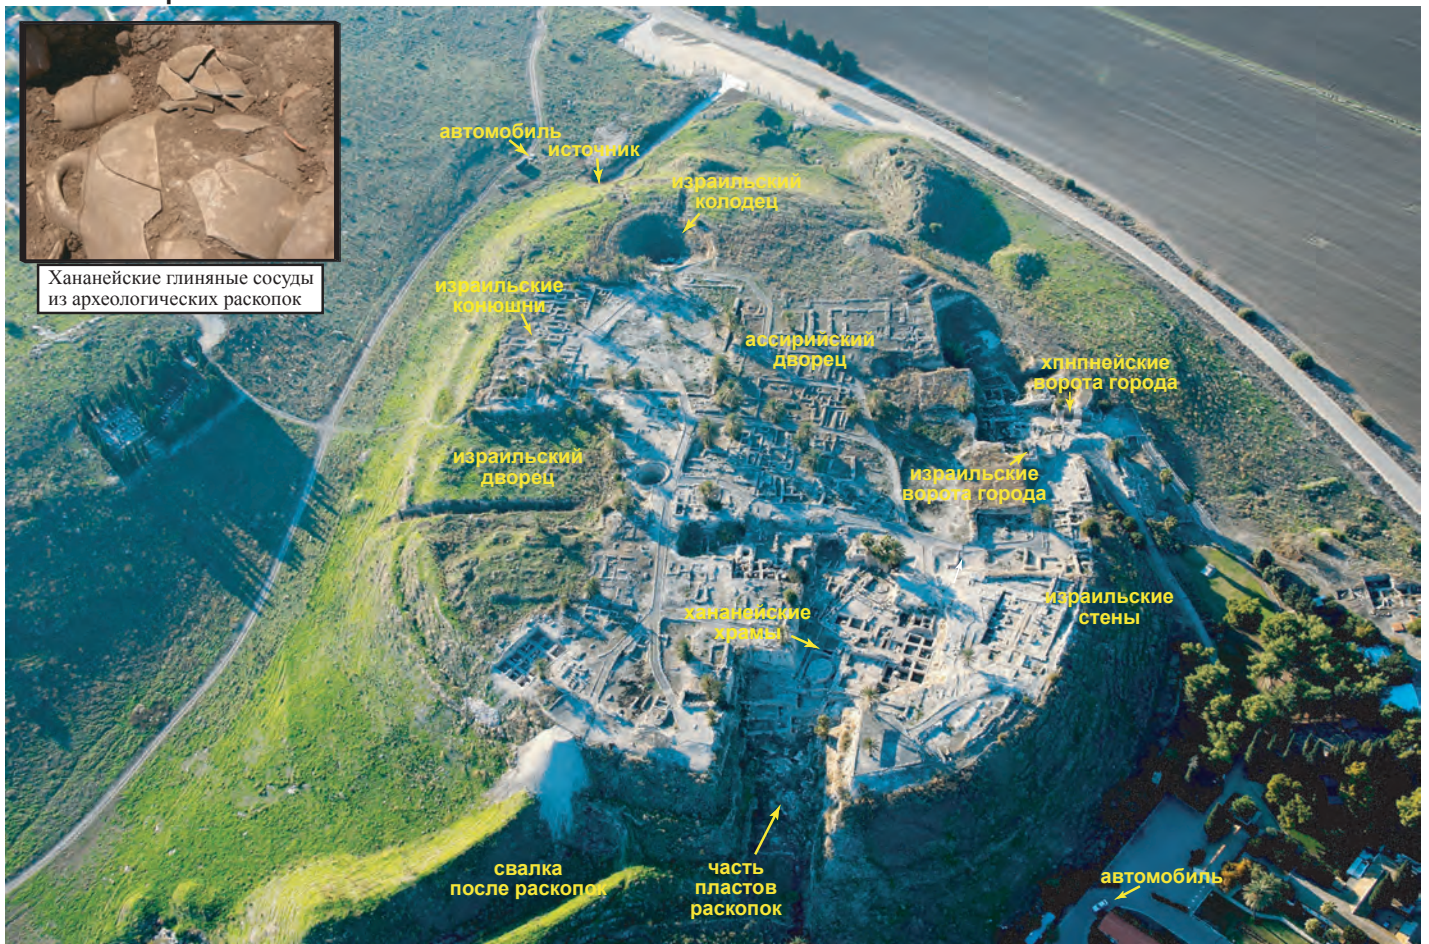 автомобиль
источник
израильский
колодец
Хананейские глиняные сосуды
из археологических раскопок
израильские
конюшни
ассирийский
дворец
хпнпнейские
ворота города
израильский
дворец
израильские
ворота города
израильские
стены
хананейские
храмы
свалка
после раскопок
часть
пластов
раскопок
автомобиль